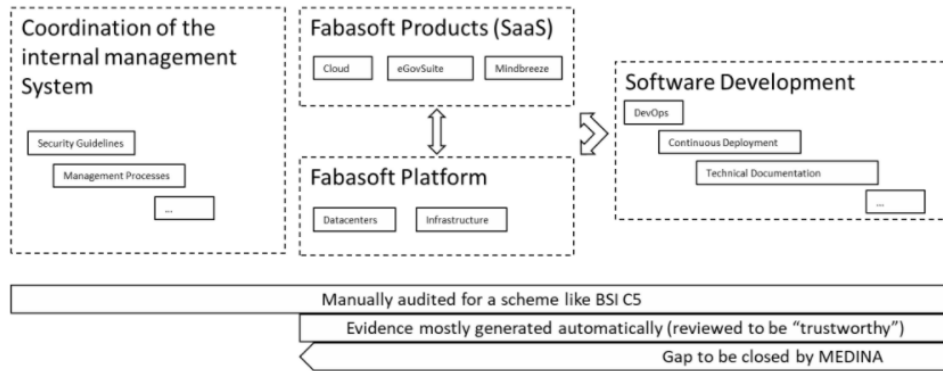 Coordination of the
internal management
System
Security Guidelines
Management Processes
...
Fabasoft Products (SaaS)
Cloud
eGovSuite
Mindbreeze
Fabasoft Platform
Datacenters
Infrastructure
Software Development
DevOps
Continuous Deployment
Technical Documentation
...
Manually audited for a scheme like BSI C5
Evidence mostly generated automatically (reviewed to be “trustworthy”)
Gap to be closed by MEDINA